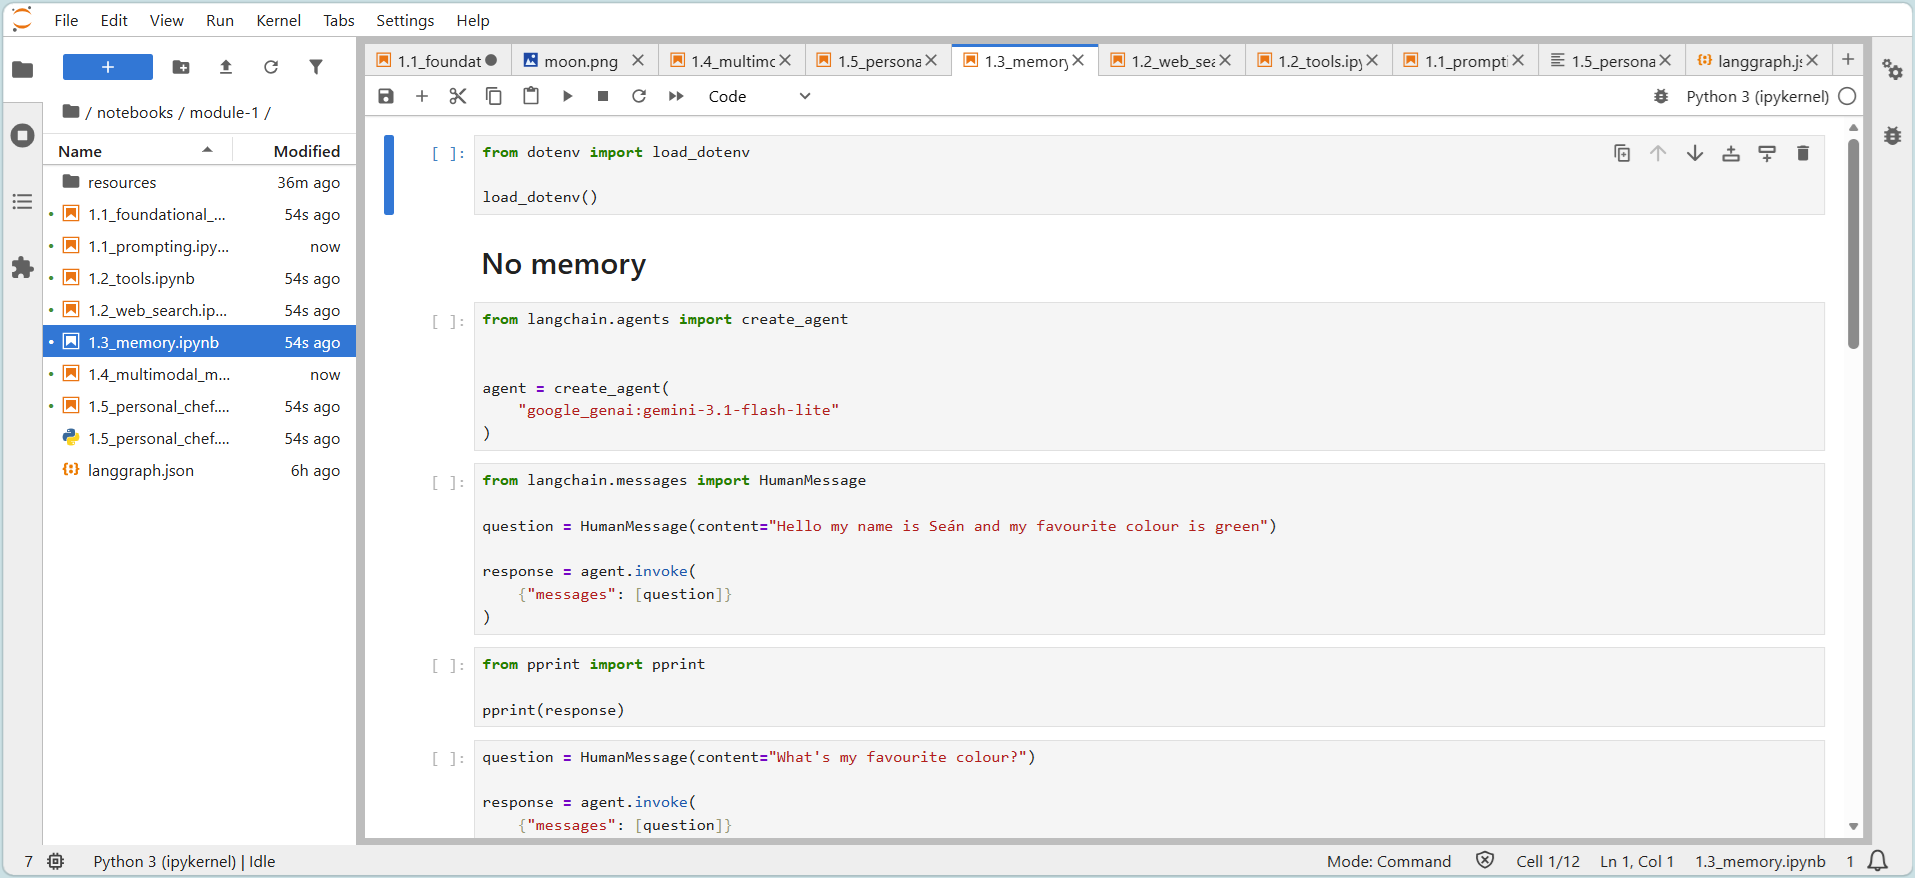 File Edit View Run Kernel Tabs Settings Help
+
/ notebooks / module-1 /
Name Modified
resources 36m ago
1.1_foundational_... 54s ago
1.1_prompting.ipy... now
1.2_tools.ipynb 54s ago
1.2_web_search.ip... 54s ago
1.3_memory.ipynb 54s ago
1.4_multimodal_m... now
1.5_personal_chef.... 54s ago
1.5_personal_chef.... 54s ago
langgraph.json 6h ago
1.1_foundat moon.png 1.4_multimc 1.5_persona 1.3_memory 1.2_web_sea 1.2_tools.ipy 1.1_prompti 1.5_persona langgraph.js +
Code Python 3 (ipykernel)
[ ]: from dotenv import load_dotenv
load_dotenv()
No memory
[ ]: from langchain.agents import create_agent
agent = create_agent(
"google_genai:gemini-3.1-flash-lite"
)
[ ]: from langchain.messages import HumanMessage
question = HumanMessage(content="Hello my name is Seán and my favourite colour is green")
response = agent.invoke(
{"messages": [question]}
)
[ ]: from pprint import pprint
pprint(response)
[ ]: question = HumanMessage(content="What's my favourite colour?")
response = agent.invoke(
{"messages": [question]}
7 Python 3 (ipykernel) | Idle Mode: Command Cell 1/12 Ln 1, Col 1 1.3_memory.ipynb 1